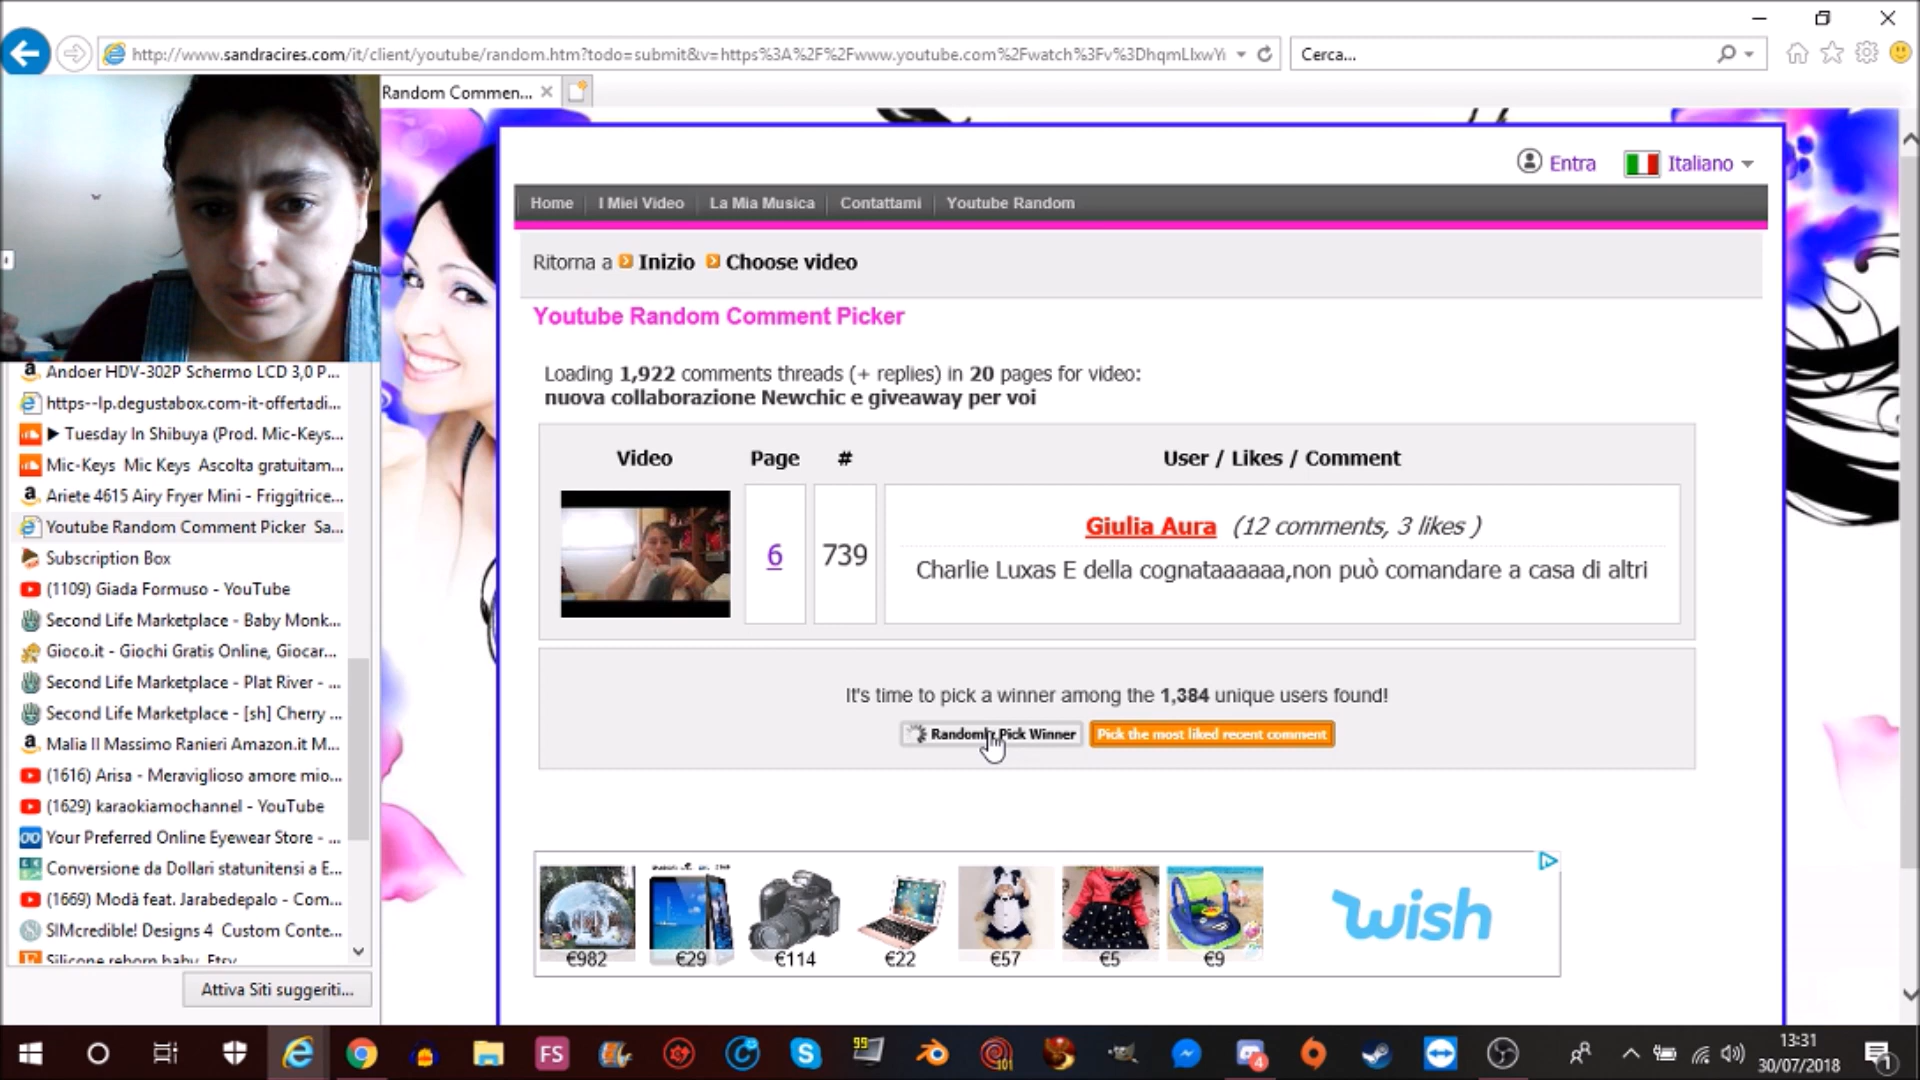 http://www.sandracires.com/it/client/youtube/random.htm?todo=submit&v=https%3A%2F%2Fwww.youtube.com%2Fwatch%3Fv%3DhqmLIxwYi
Cerca...
Random Commen...
Entra
Italiano
Home
I Miei Video
La Mia Musica
Contattami
Youtube Random
Ritorna a Inizio Choose video
Youtube Random Comment Picker
Loading 1,922 comments threads (+ replies) in 20 pages for video:
nuova collaborazione Newchic e giveaway per voi
Video Page # User / Likes / Comment
6
739
Giulia Aura (12 comments, 3 likes )
Charlie Luxas E della cognataaaaaa,non può comandare a casa di altri
It's time to pick a winner among the 1,384 unique users found!
Randomly Pick Winner
Pick the most liked recent comment
€982
€29
€114
€22
€57
€5
€9
wish
Andoer HDV-302P Schermo LCD 3,0 P...
https--lp.degustabox.com-it-offertadi...
▶ Tuesday In Shibuya (Prod. Mic-Keys...
Mic-Keys Mic Keys Ascolta gratuitam...
Ariete 4615 Airy Fryer Mini - Friggitrice...
Youtube Random Comment Picker Sa...
Subscription Box
(1109) Giada Formuso - YouTube
Second Life Marketplace - Baby Monk...
Gioco.it - Giochi Gratis Online, Giocar...
Second Life Marketplace - Plat River - ...
Second Life Marketplace - [sh] Cherry ...
Malia Il Massimo Ranieri Amazon.it M...
(1616) Arisa - Meraviglioso amore mio...
(1629) karaokiamochannel - YouTube
Your Preferred Online Eyewear Store - ...
Conversione da Dollari statunitensi a E...
(1669) Modà feat. Jarabedepalo - Com...
SIMcredible! Designs 4 Custom Conte...
Silicone reborn baby Etsy
Attiva Siti suggeriti...
FS
99
101
4
13:31
30/07/2018
1